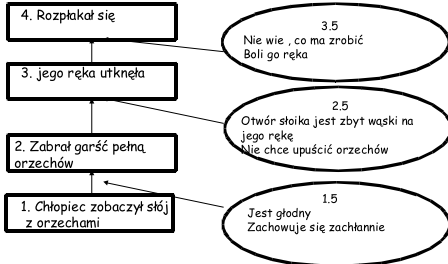 4. Rozpłakał się
3.5
Nie wie , co ma zrobić
Boli go ręka
3. jego ręka utknęła
2.5
Otwór słoika jest zbyt wąski na
jego rękę
Nie chce upuścić orzechów
2. Zabrał garść pełną
orzechów
1.5
Jest głodny
Zachowuje się zachłannie
1. Chłopiec zobaczył słój
z orzechami